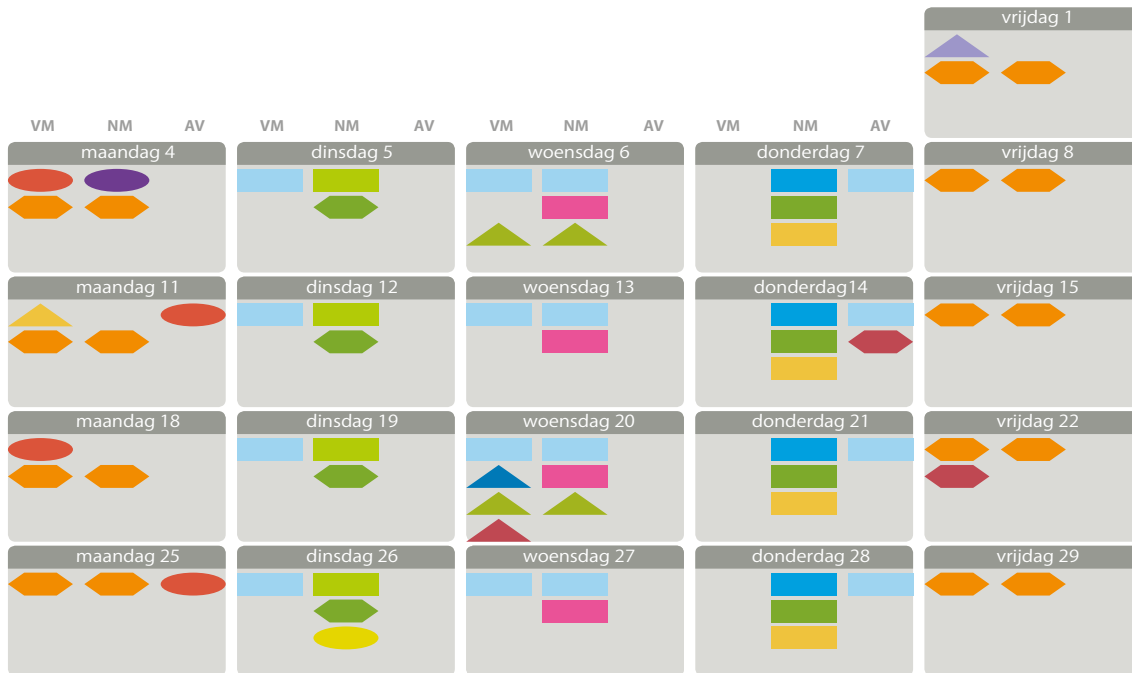 vrijdag 1
VM NM AV VM NM AV VM NM AV VM NM AV
maandag 4 dinsdag 5 woensdag 6 donderdag 7 vrijdag 8
maandag 11 dinsdag 12 woensdag 13 donderdag14 vrijdag 15
maandag 18 dinsdag 19 woensdag 20 donderdag 21 vrijdag 22
maandag 25 dinsdag 26 woensdag 27 donderdag 28 vrijdag 29